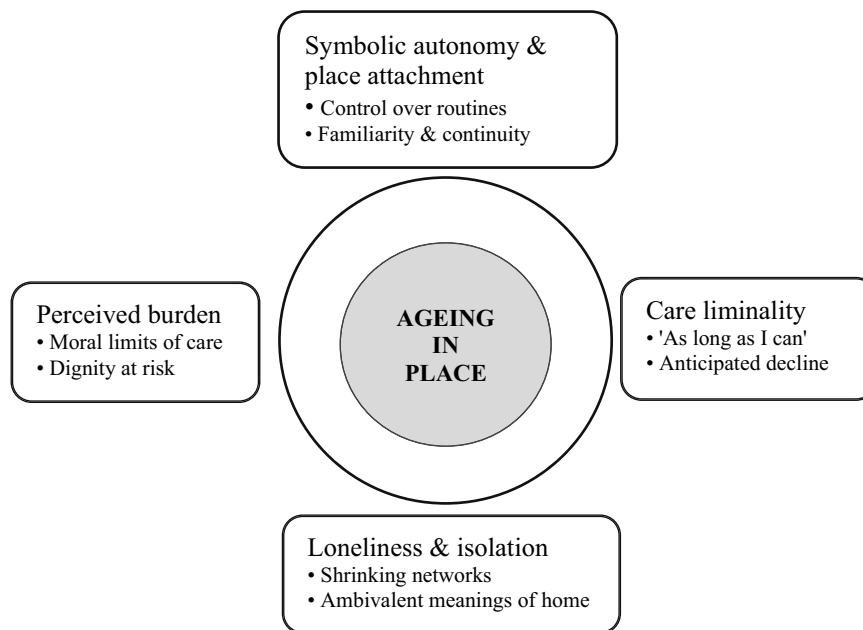 Symbolic autonomy &
place attachment
• Control over routines
• Familiarity & continuity
Perceived burden
• Moral limits of care
• Dignity at risk
AGEING
IN
PLACE
Care liminality
• 'As long as I can'
• Anticipated decline
Loneliness & isolation
• Shrinking networks
• Ambivalent meanings of home